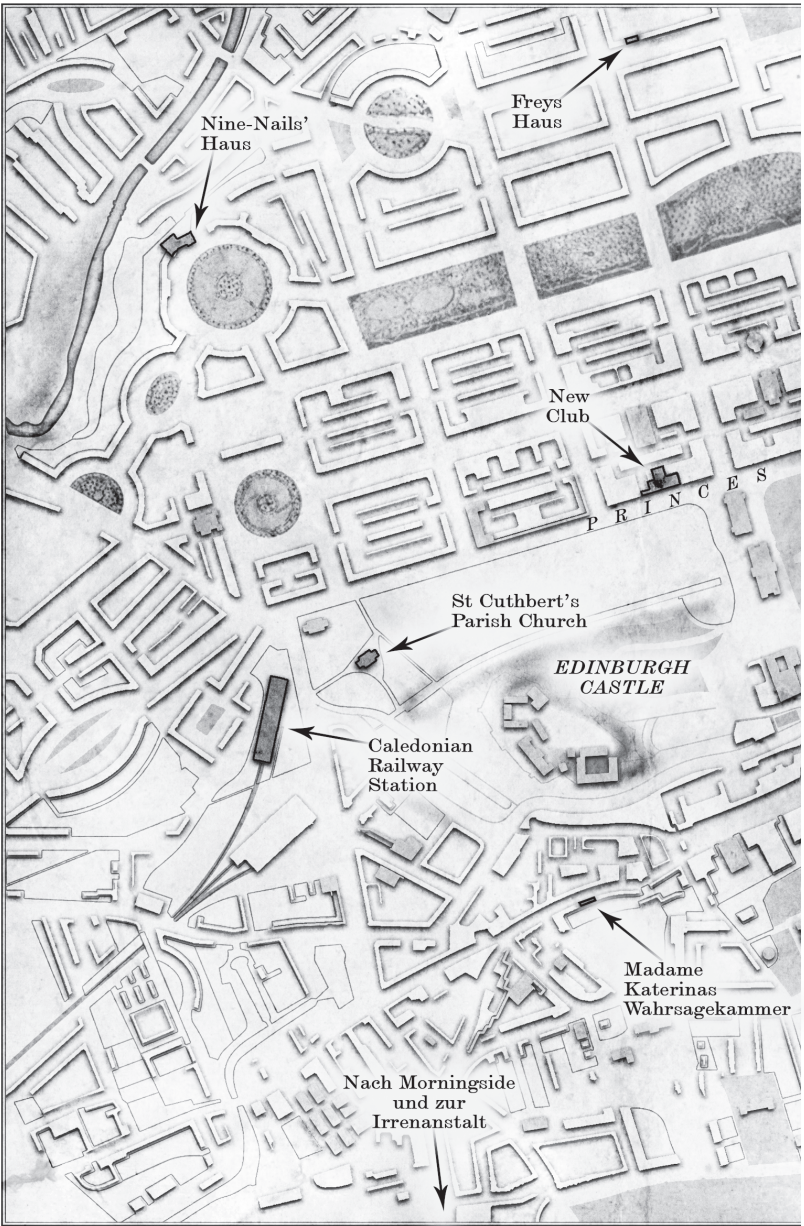 Freys
Haus
Nine-Nails'
Haus
New
Club
PRINCES
St Cuthbert's
Parish Church
EDINBURGH
CASTLE
Caledonian
Railway
Station
Madame
Katerinas
Wahrsagekammer
Nach Morningside
und zur
Irrenanstalt